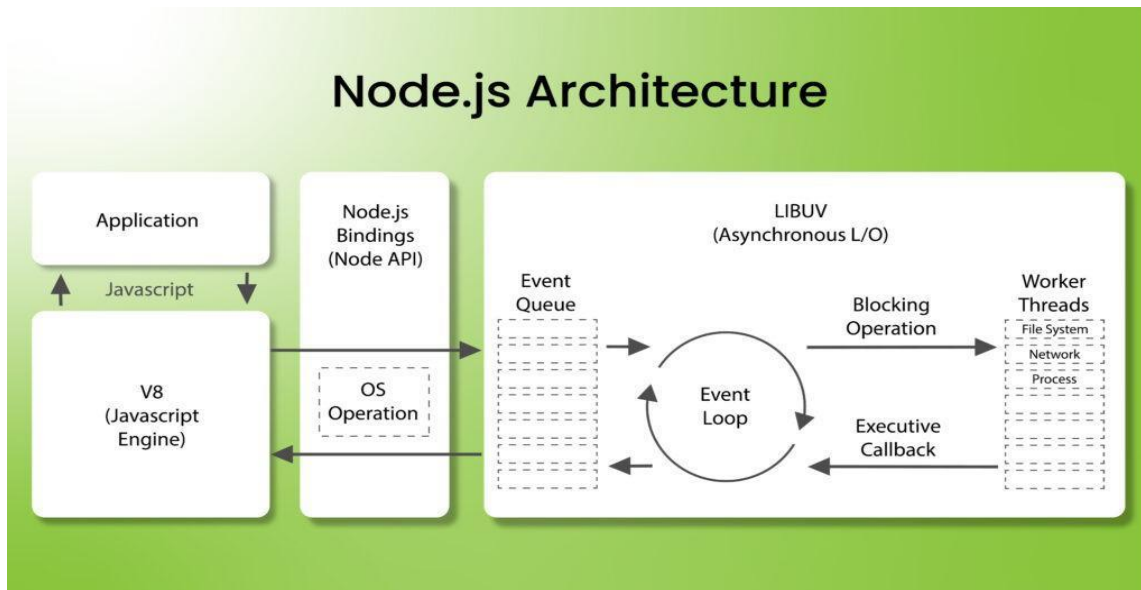 Node.js Architecture
Application
Javascript
V8
(Javascript
Engine)
Node.js
Bindings
(Node API)
OS
Operation
LIBUV
(Asynchronous L/O)
Event
Queue
Event
Loop
Blocking
Operation
Executive
Callback
Worker
Threads
File System
Network
Process